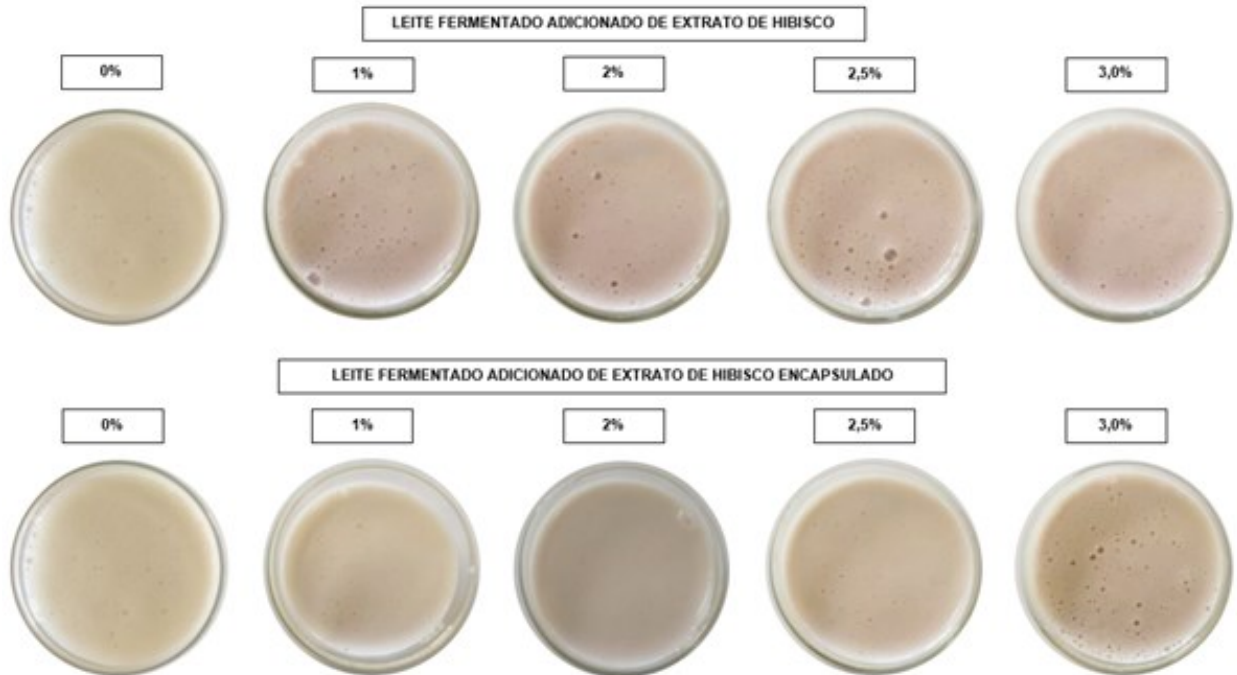 LEITE FERMENTADO ADICIONADO DE EXTRATO DE HIBISCO
0% 1% 2% 2,5% 3,0%
LEITE FERMENTADO ADICIONADO DE EXTRATO DE HIBISCO ENCAPSULADO
0% 1% 2% 2,5% 3,0%